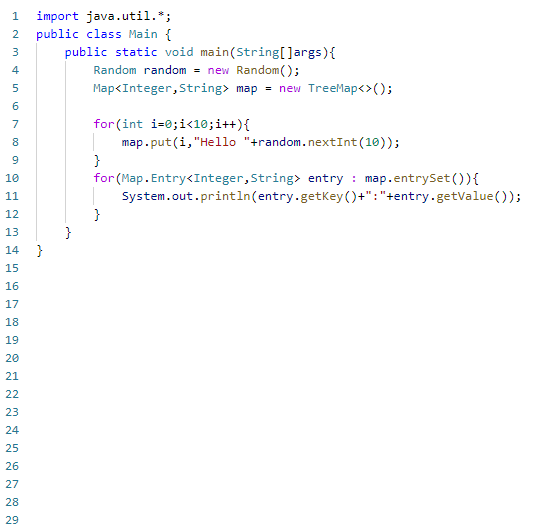 1 import java.util.*;
2 public class Main {
3 public static void main(String[]args){
4 Random random = new Random();
5 Map<Integer,String> map = new TreeMap<>();
6
7 for(int i=0;i<10;i++){
8 map.put(i,"Hello "+random.nextInt(10));
9 }
10 for(Map.Entry<Integer,String> entry : map.entrySet()){
11 System.out.println(entry.getKey()+":"+entry.getValue());
12 }
13 }
14 }
15
16
17
18
19
20
21
22
23
24
25
26
27
28
29